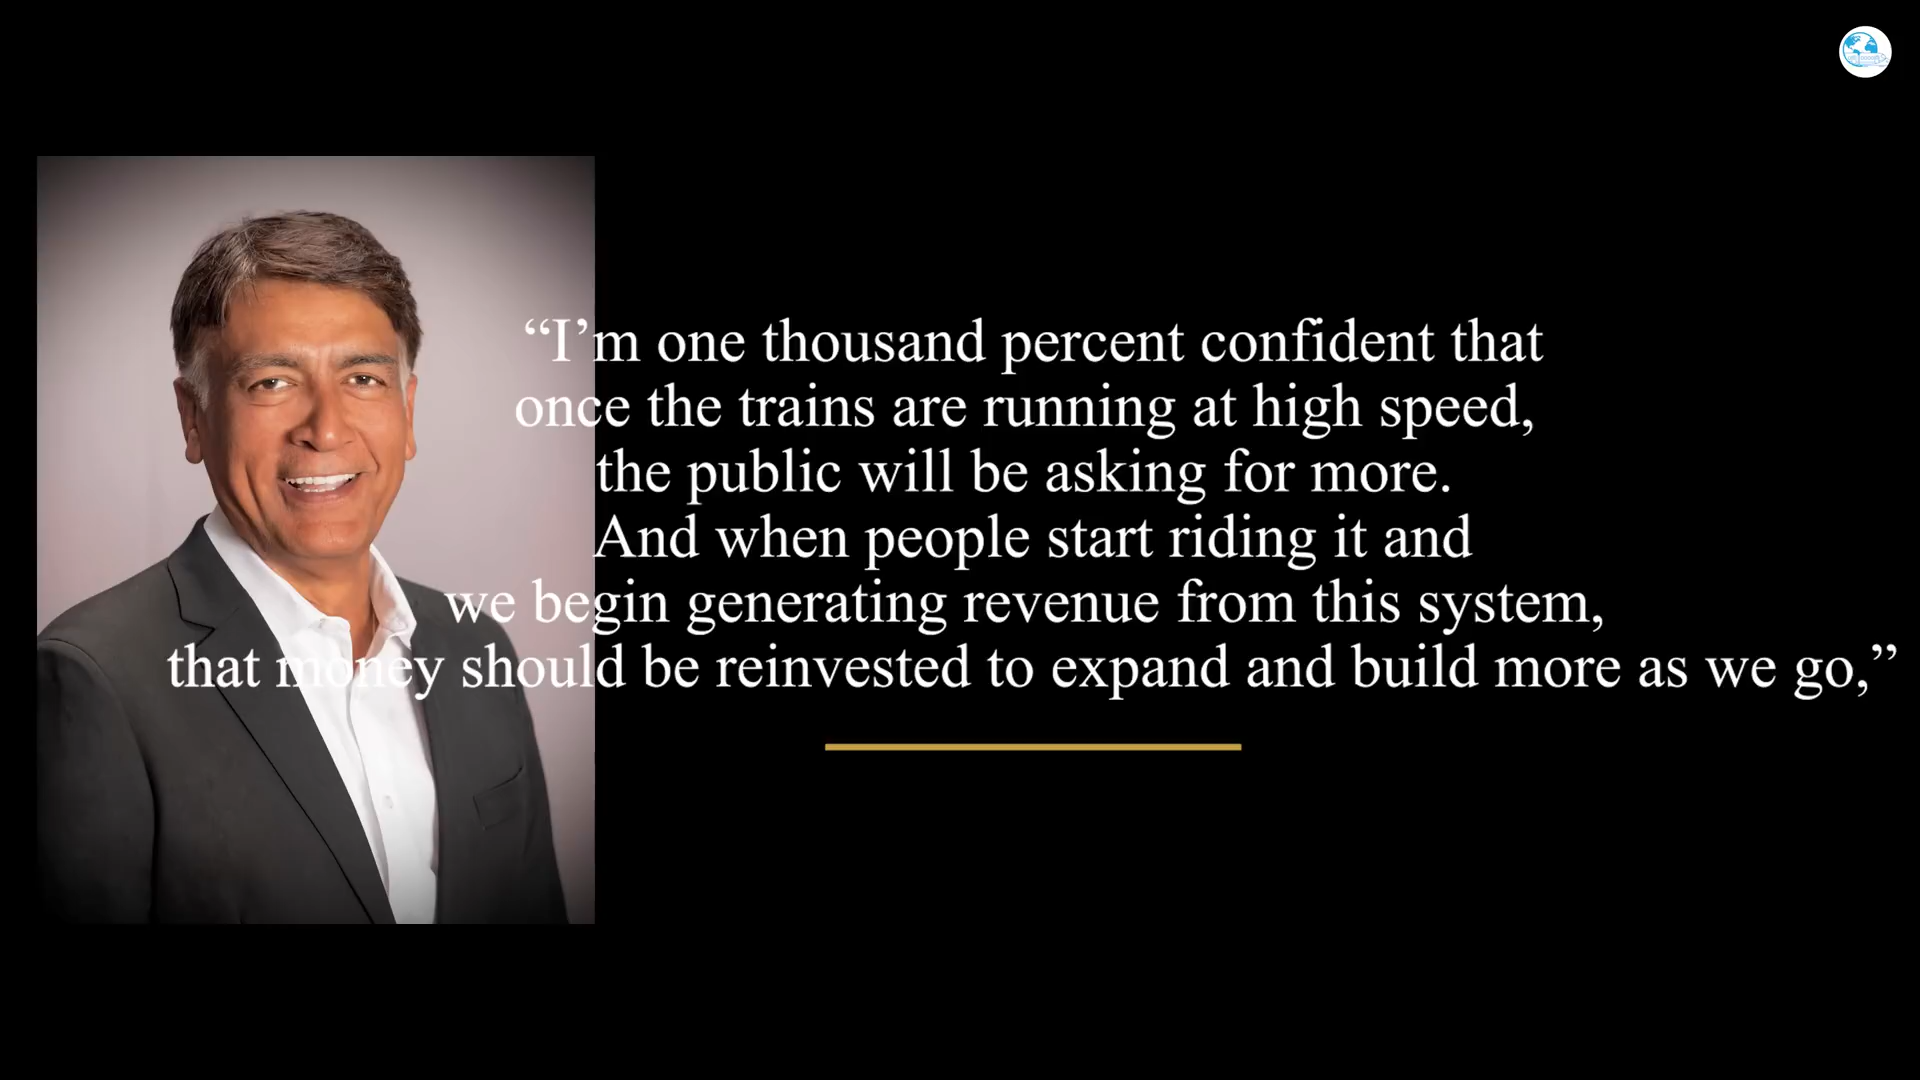 “I’m one thousand percent confident that
once the trains are running at high speed,
the public will be asking for more.
And when people start riding it and
we begin generating revenue from this system,
that money should be reinvested to expand and build more as we go,”